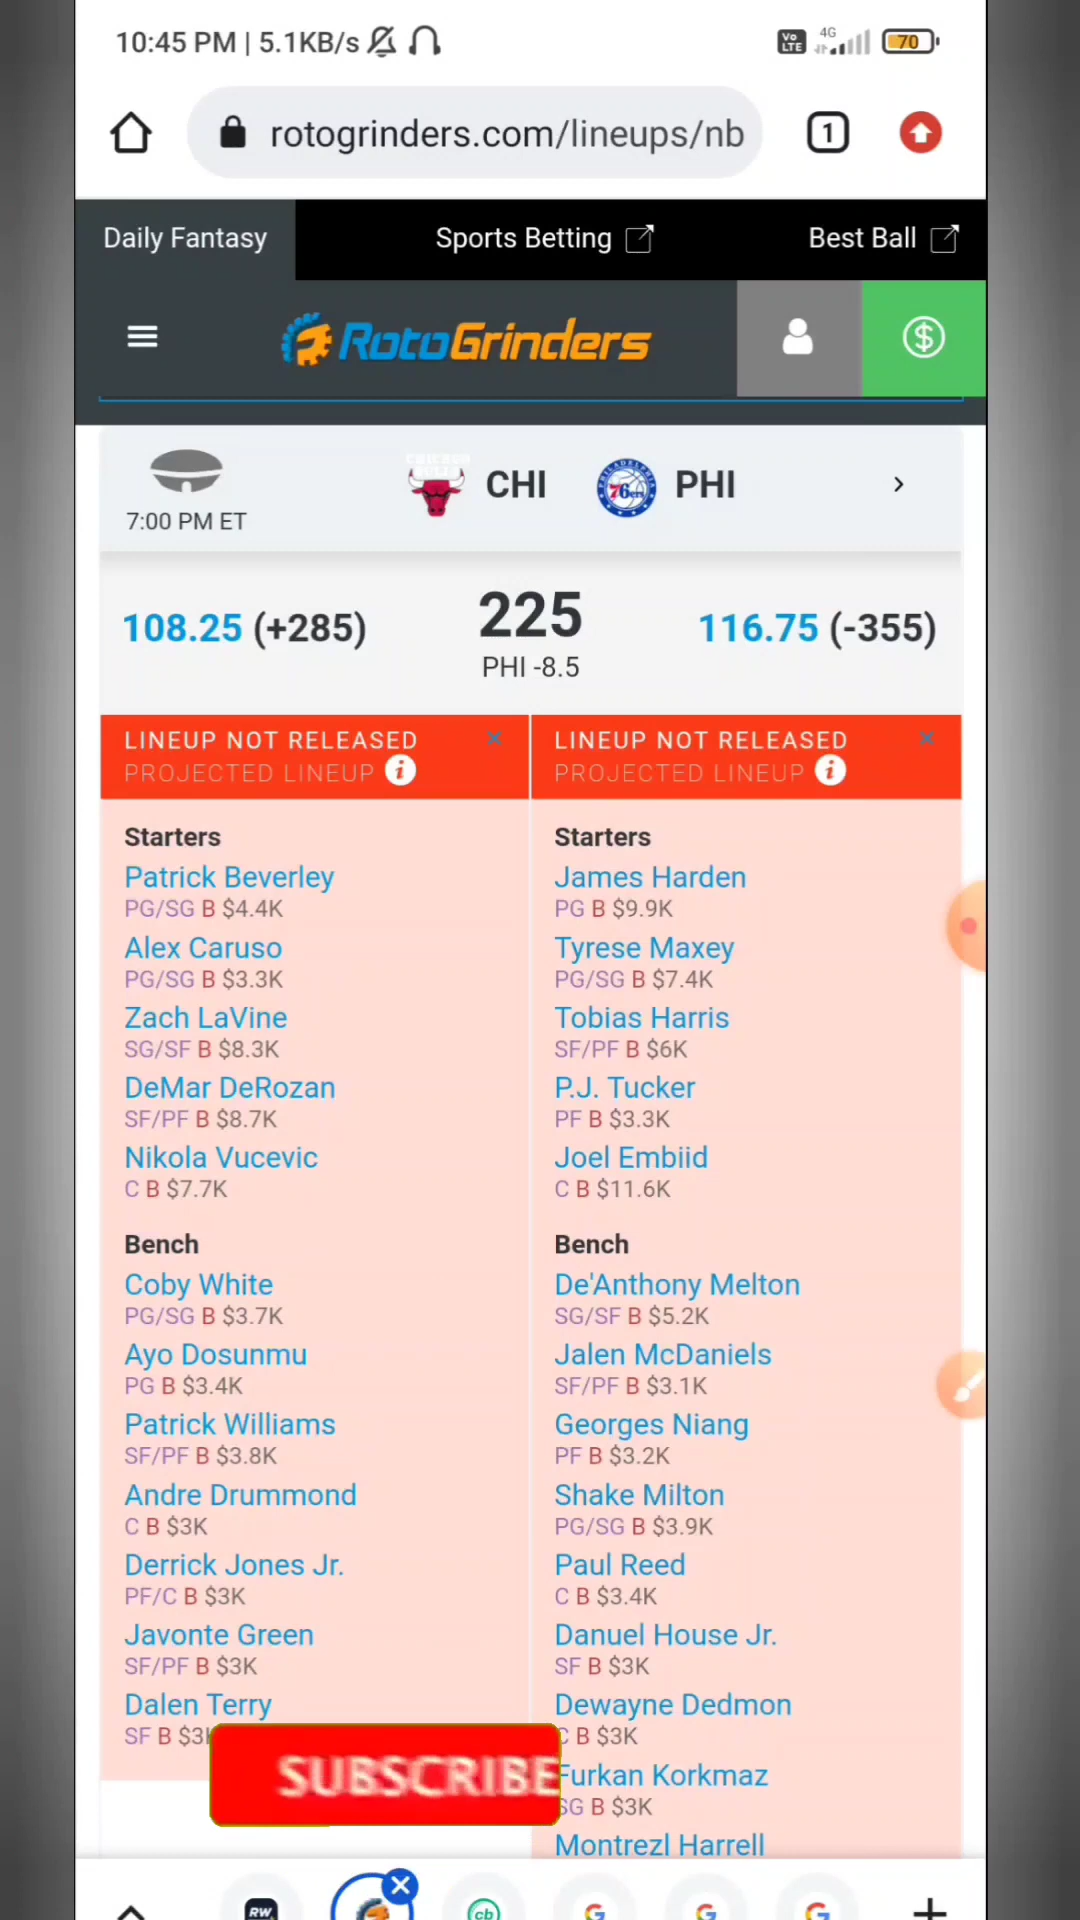 10:45 PM | 5.1KB/s
Vo LTE 4G 70
rotogrinders.com/lineups/nb
1
Daily Fantasy Sports Betting Best Ball
RotoGrinders
CHI PHI
7:00 PM ET
108.25 (+285) 225 116.75 (-355)
PHI -8.5
LINEUP NOT RELEASED
PROJECTED LINEUP
Starters
Patrick Beverley
PG/SG B $4.4K
Alex Caruso
PG/SG B $3.3K
Zach LaVine
SG/SF B $8.3K
DeMar DeRozan
SF/PF B $8.7K
Nikola Vucevic
C B $7.7K
Bench
Coby White
PG/SG B $3.7K
Ayo Dosunmu
PG B $3.4K
Patrick Williams
SF/PF B $3.8K
Andre Drummond
C B $3K
Derrick Jones Jr.
PF/C B $3K
Javonte Green
SF/PF B $3K
Dalen Terry
SF B $3K
LINEUP NOT RELEASED
PROJECTED LINEUP
Starters
James Harden
PG B $9.9K
Tyrese Maxey
PG/SG B $7.4K
Tobias Harris
SF/PF B $6K
P.J. Tucker
PF B $3.3K
Joel Embiid
C B $11.6K
Bench
De'Anthony Melton
SG/SF B $5.2K
Jalen McDaniels
SF/PF B $3.1K
Georges Niang
PF B $3.2K
Shake Milton
PG/SG B $3.9K
Paul Reed
C B $3.4K
Danuel House Jr.
SF B $3K
Dewayne Dedmon
C B $3K
Furkan Korkmaz
SG B $3K
Montrezl Harrell
SUBSCRIBE
RW cb